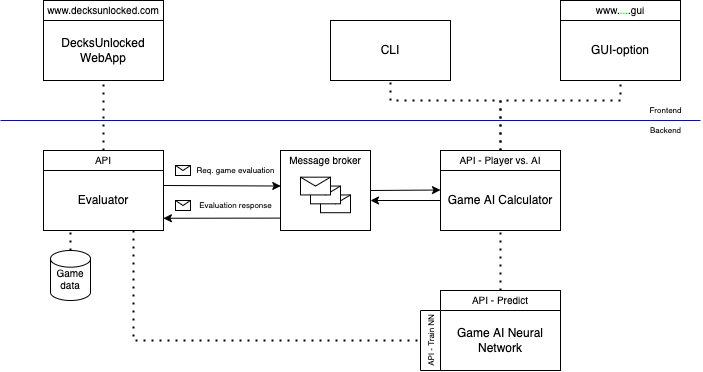 www.decksunlocked.com
DecksUnlocked
WebApp
CLI
www.....gui
GUI-option
Frontend
Backend
API
Evaluator
Req. game evaluation
Evaluation response
Message broker
API - Player vs. AI
Game AI Calculator
Game
data
API - Predict
API - Train NN
Game AI Neural
Network